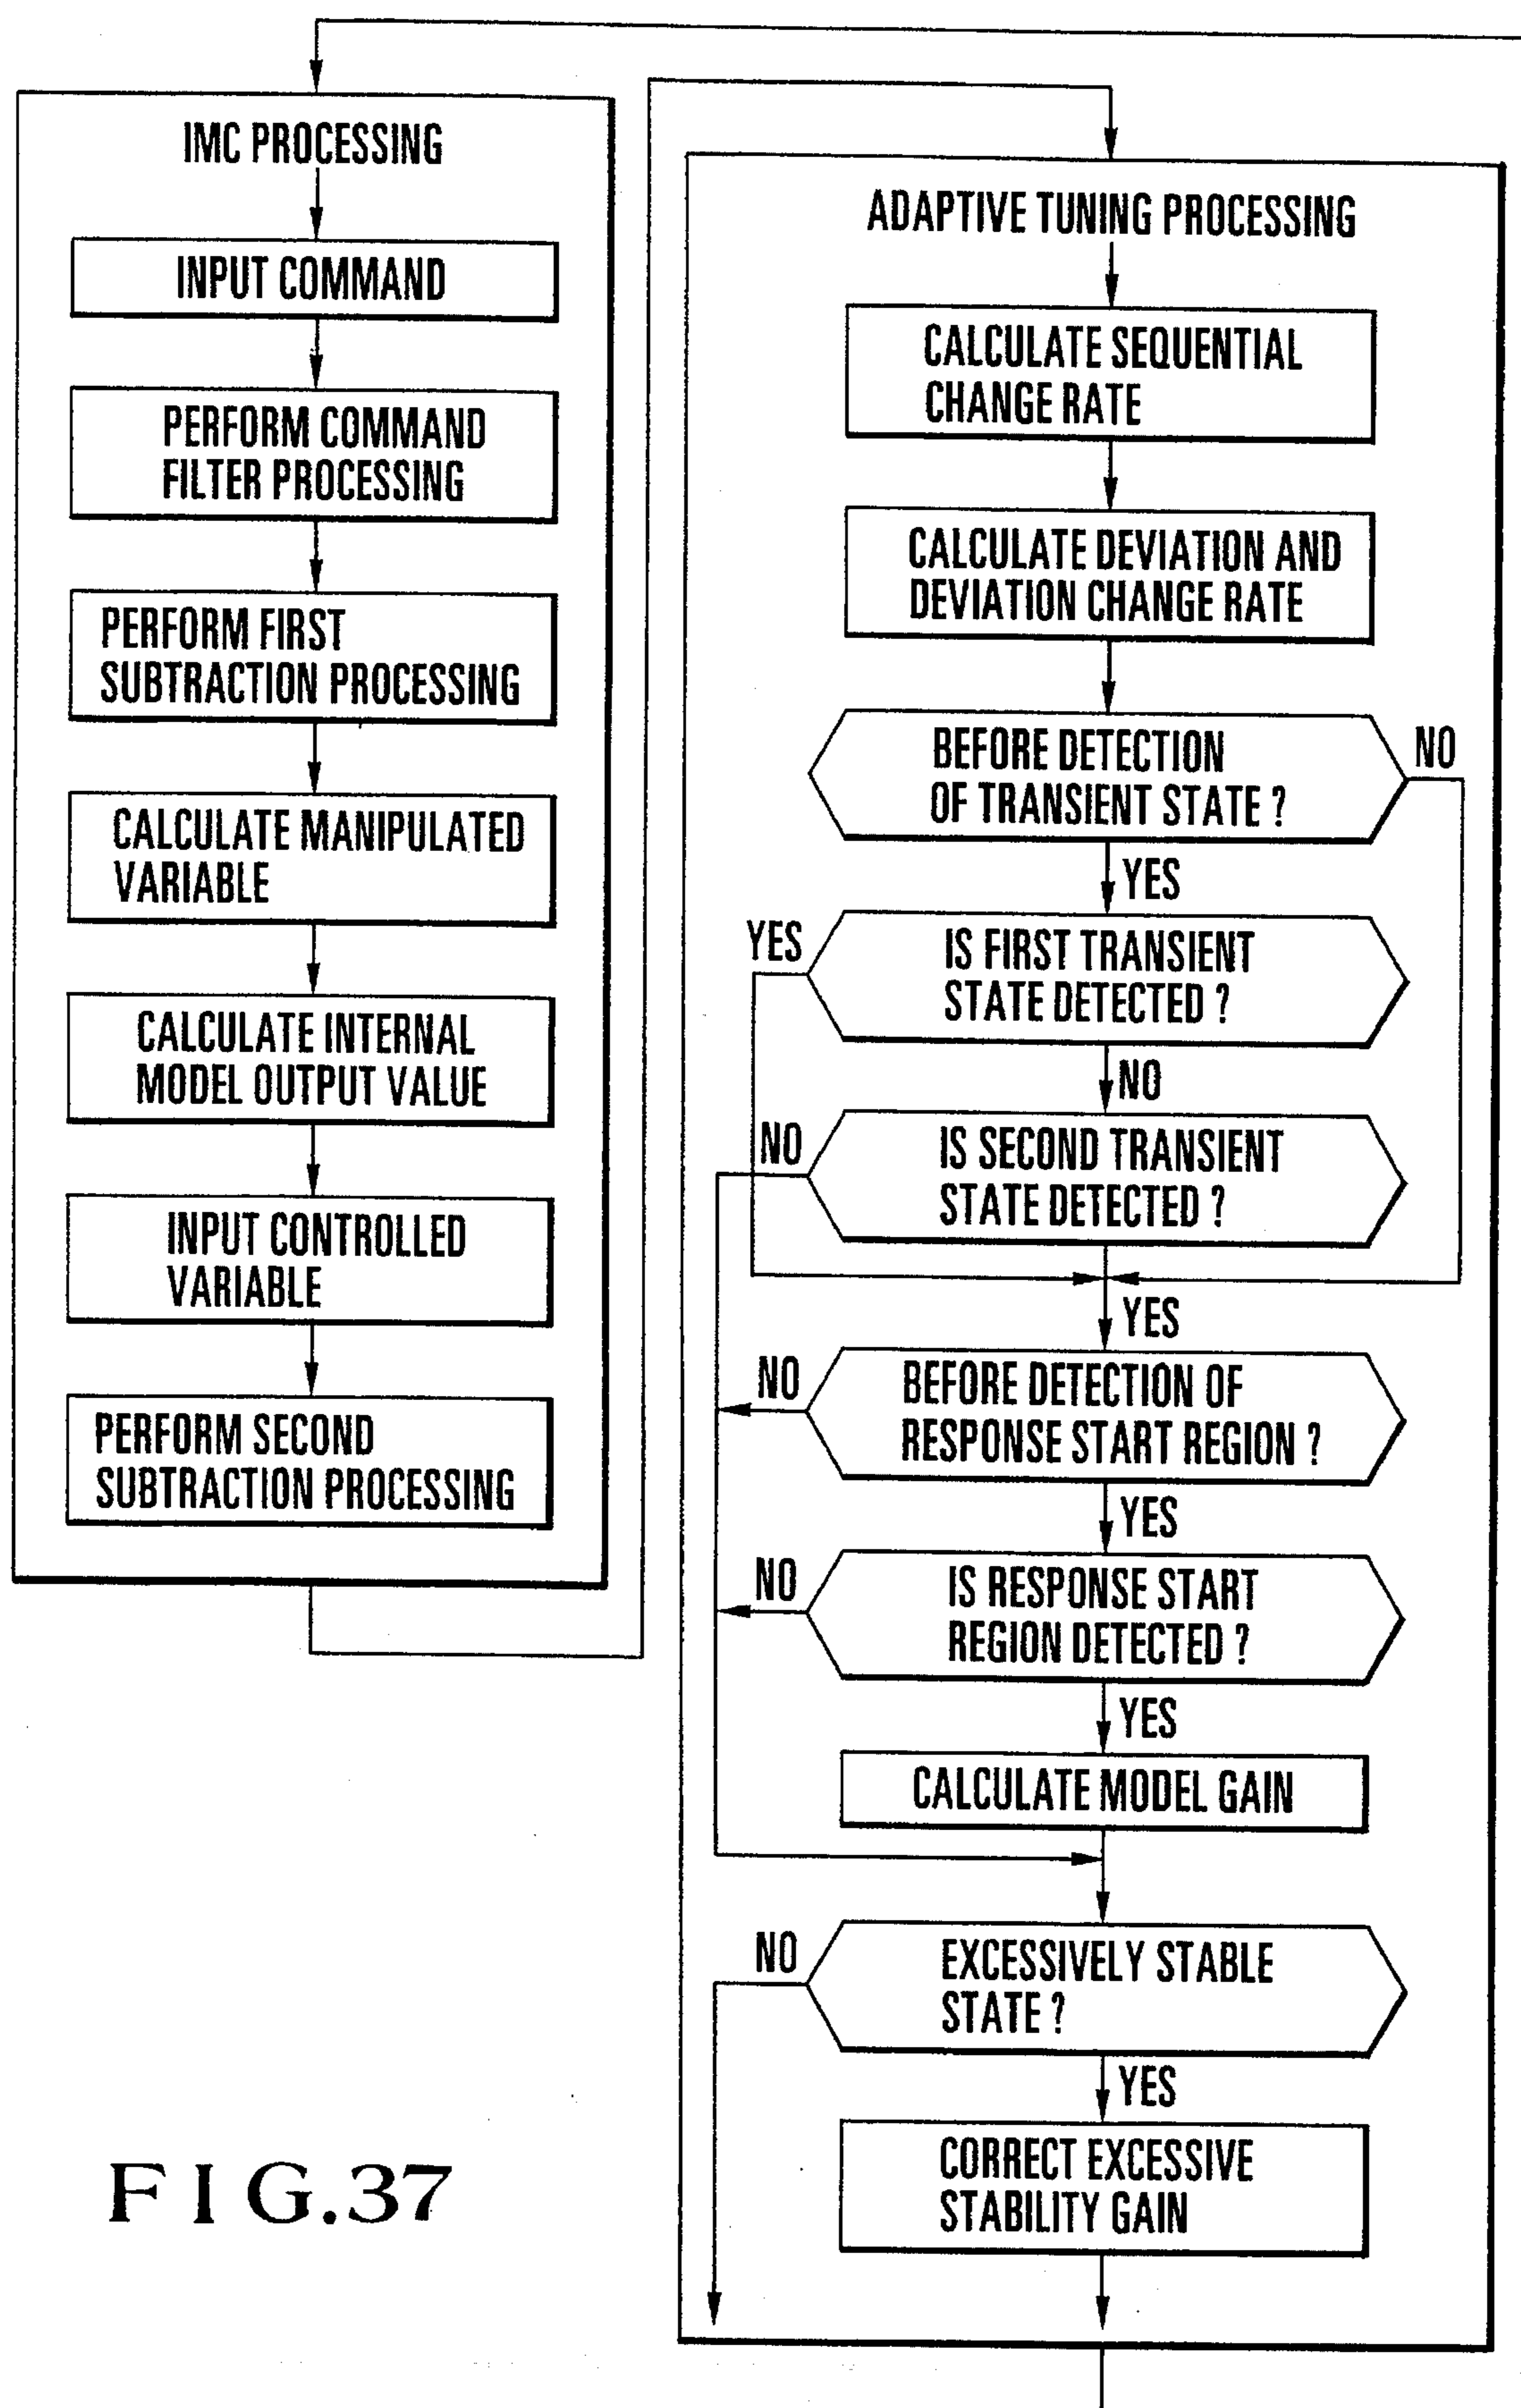 IMC PROCESSING
INPUT COMMAND
PERFORM COMMAND
FILTER PROCESSING
PERFORM FIRST
SUBTRACTION PROCESSING
CALCULATE MANIPULATED
VARIABLE
CALCULATE INTERNAL
MODEL OUTPUT VALUE
INPUT CONTROLLED
VARIABLE
PERFORM SECOND
SUBTRACTION PROCESSING
ADAPTIVE TUNING PROCESSING
CALCULATE SEQUENTIAL
CHANGE RATE
CALCULATE DEVIATION AND
DEVIATION CHANGE RATE
BEFORE DETECTION
OF TRANSIENT STATE ?
NO
YES
IS FIRST TRANSIENT
STATE DETECTED ?
YES
NO
IS SECOND TRANSIENT
STATE DETECTED ?
NO
YES
BEFORE DETECTION OF
RESPONSE START REGION ?
NO
YES
IS RESPONSE START
REGION DETECTED ?
NO
YES
CALCULATE MODEL GAIN
EXCESSIVELY STABLE
STATE ?
NO
YES
CORRECT EXCESSIVE
STABILITY GAIN
FIG.37